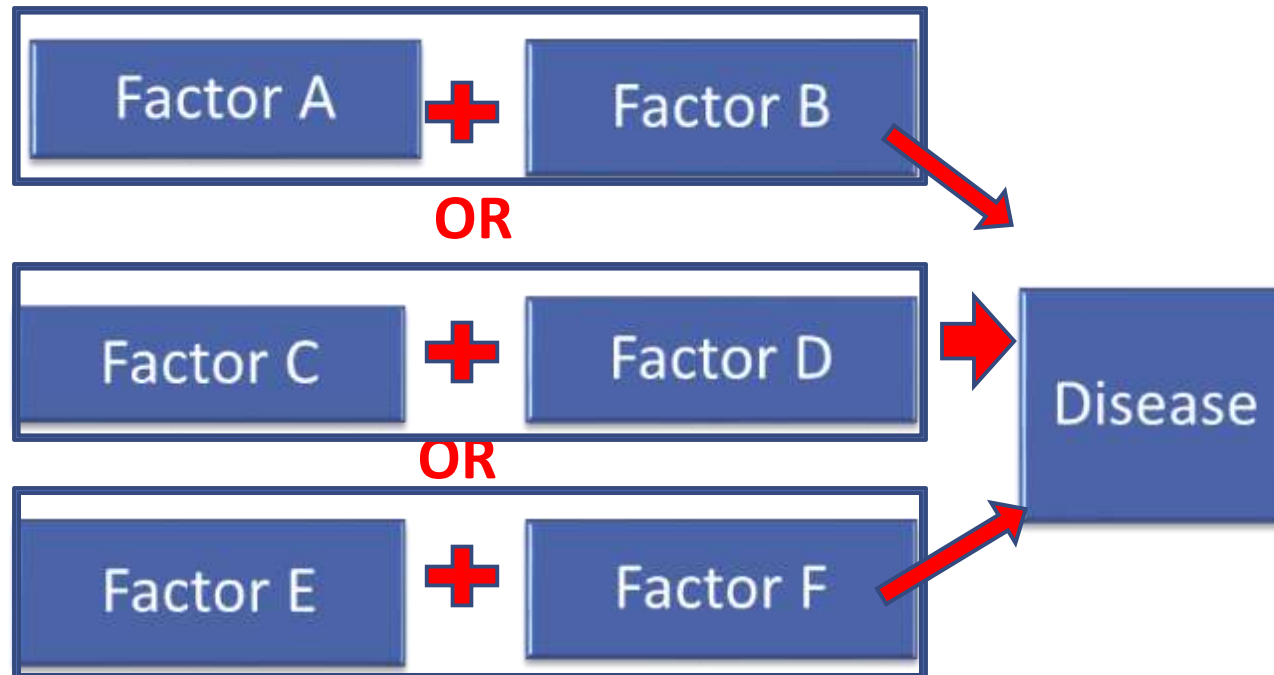 Factor A
Factor B
OR
Factor C
Factor D
Disease
OR
Factor E
Factor F